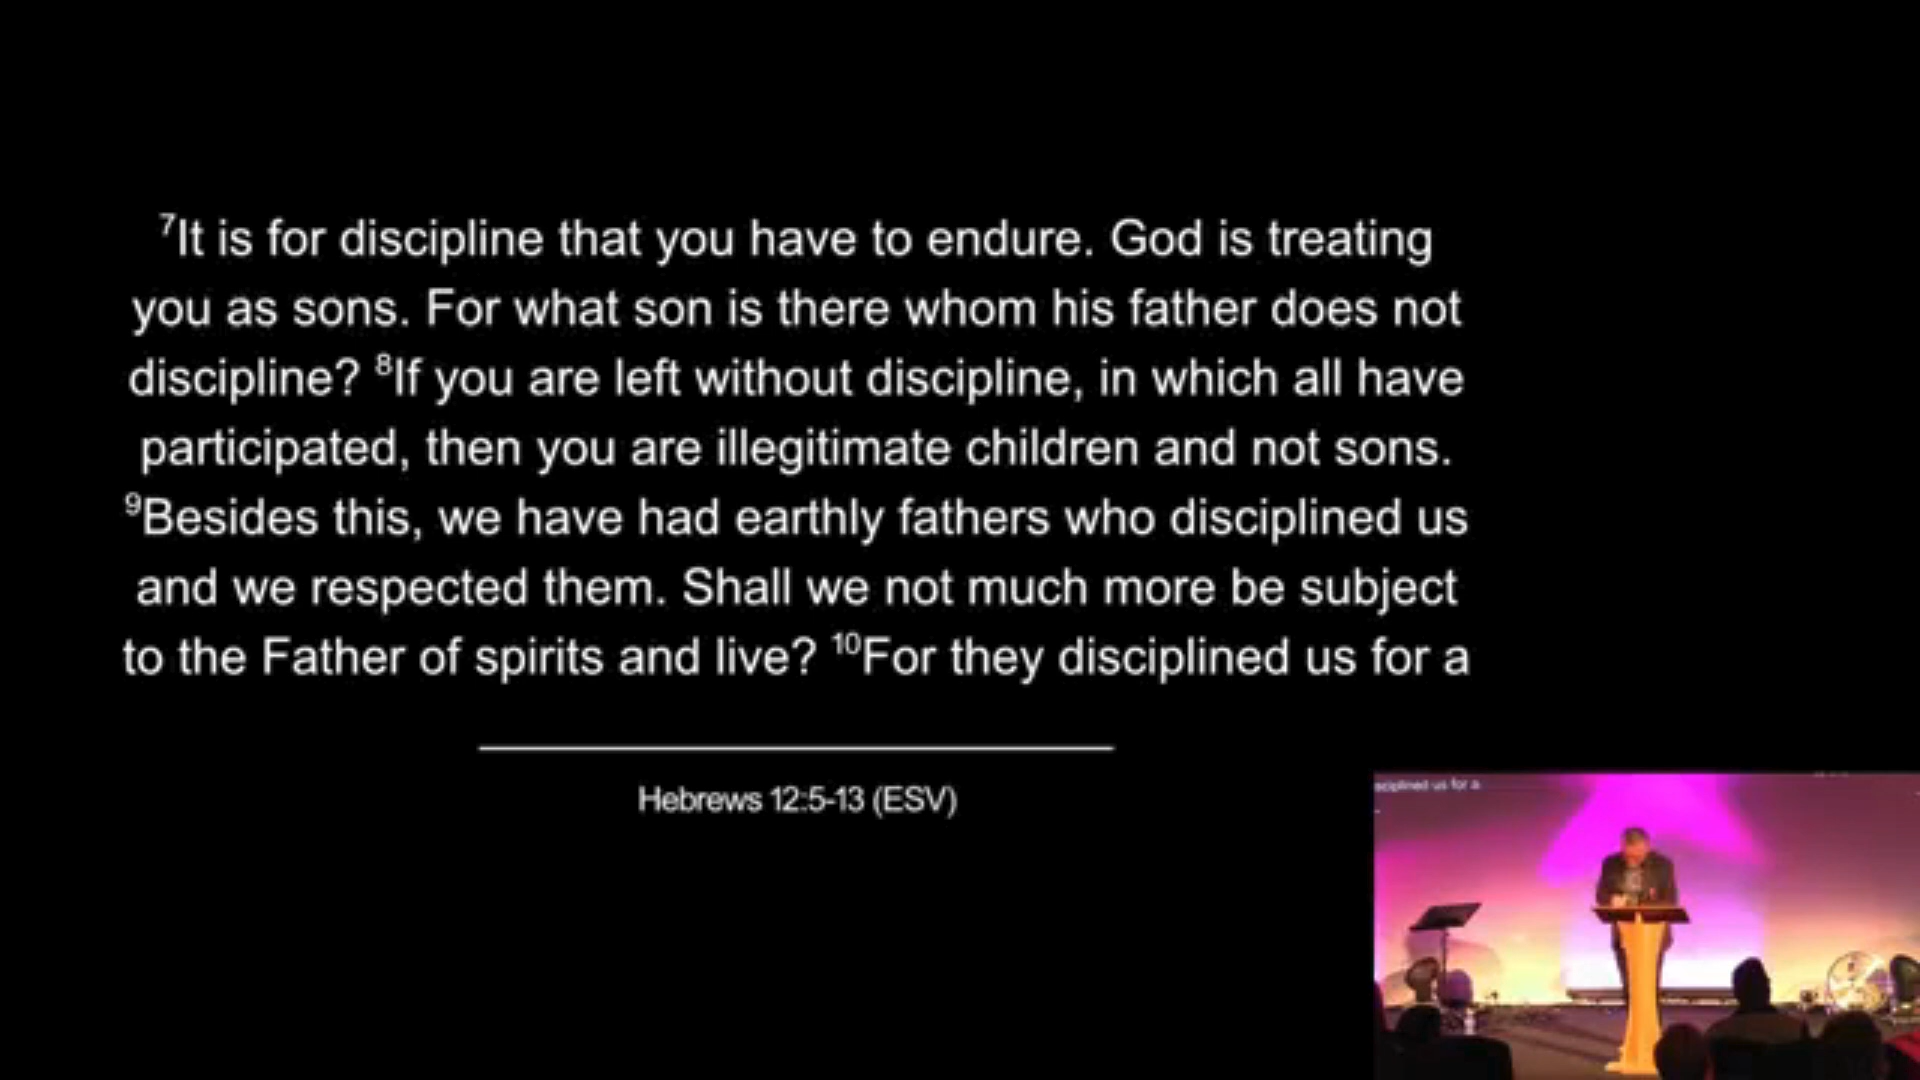 ⁷It is for discipline that you have to endure. God is treating
you as sons. For what son is there whom his father does not
discipline? ⁸If you are left without discipline, in which all have
participated, then you are illegitimate children and not sons.
⁹Besides this, we have had earthly fathers who disciplined us
and we respected them. Shall we not much more be subject
to the Father of spirits and live? ¹⁰For they disciplined us for a
Hebrews 12:5-13 (ESV)
sciplined us for a